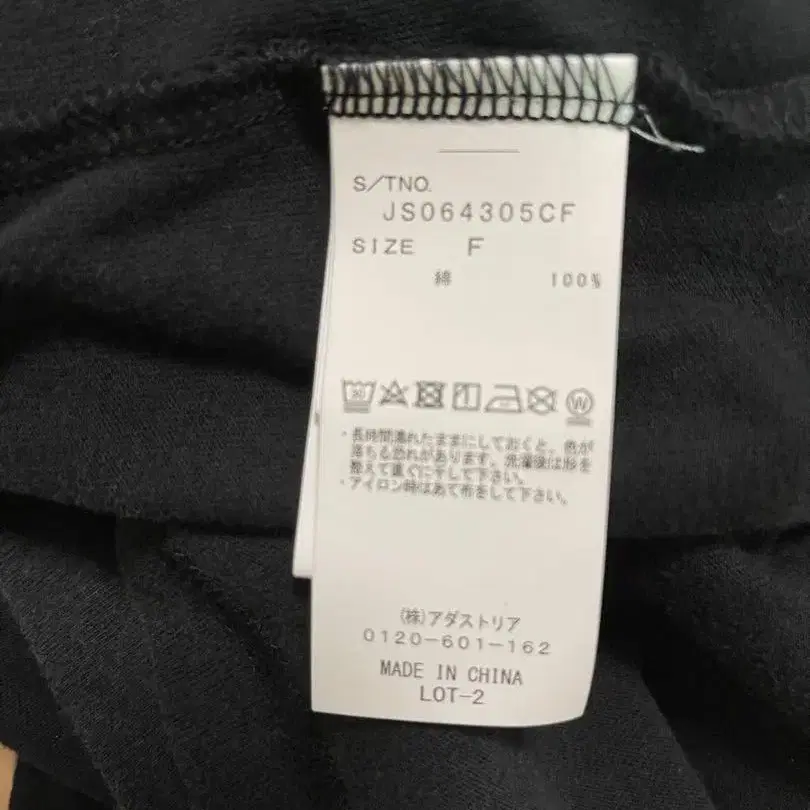 S/TNO.
JS064305CF
SIZE F
綿 100%
W
・長時間濡れたままにしておくと、色が
落ちる恐れがあります。洗濯後は形を
整えて直ぐに干して下さい。
・アイロン時はあて布をして下さい。
(株)アダストリア
0120-601-162
MADE IN CHINA
LOT-2